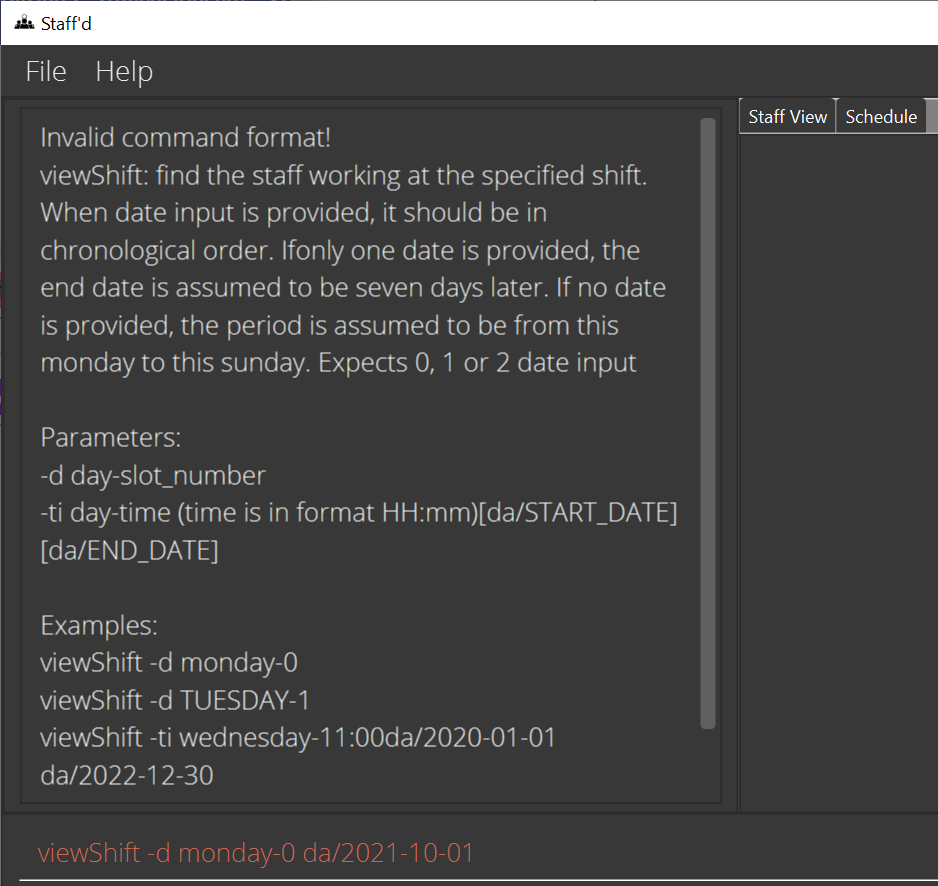 Staff'd
File Help
Staff View Schedule
Invalid command format!
viewShift: find the staff working at the specified shift.
When date input is provided, it should be in
chronological order. Ifonly one date is provided, the
end date is assumed to be seven days later. If no date
is provided, the period is assumed to be from this
monday to this sunday. Expects 0, 1 or 2 date input
Parameters:
-d day-slot_number
-ti day-time (time is in format HH:mm)[da/START_DATE]
[da/END_DATE]
Examples:
viewShift -d monday-0
viewShift -d TUESDAY-1
viewShift -ti wednesday-11:00da/2020-01-01
da/2022-12-30
viewShift -d monday-0 da/2021-10-01